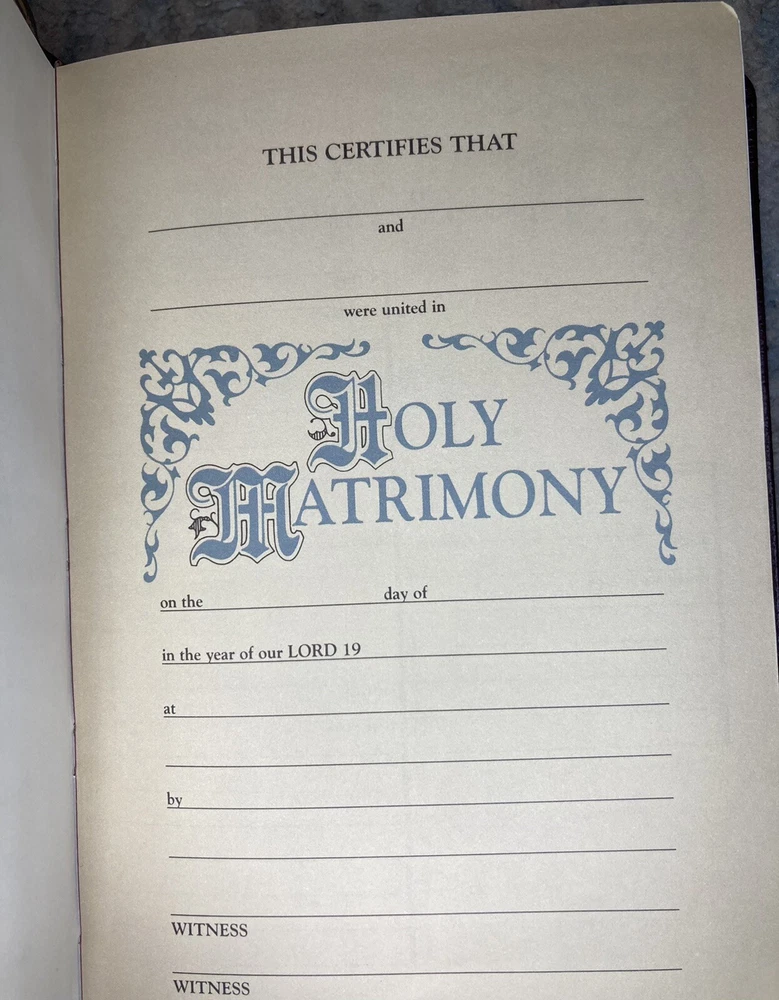 THIS CERTIFIES THAT
and
were united in
HOLY
MATRIMONY
on the day of
in the year of our LORD 19
at
by
WITNESS
WITNESS